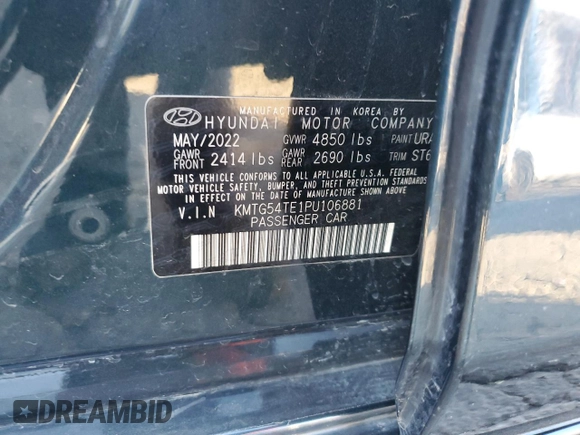 MANUFACTURED IN KOREA BY
HYUNDAI MOTOR COMPANY
MAY/2022 GVWR 4850 lbs PAINT URA
GAWR FRONT 2414 lbs GAWR REAR 2690 lbs TRIM ST6
THIS VEHICLE CONFORMS TO ALL APPLICABLE U.S.A. FEDERAL
MOTOR VEHICLE SAFETY, BUMPER, AND THEFT PREVENTION STANDARDS
IN EFFECT ON THE DATE OF MANUFACTURE SHOWN ABOVE.
V.I.N KMTG54TE1PU106881
PASSENGER CAR
DREAMBID